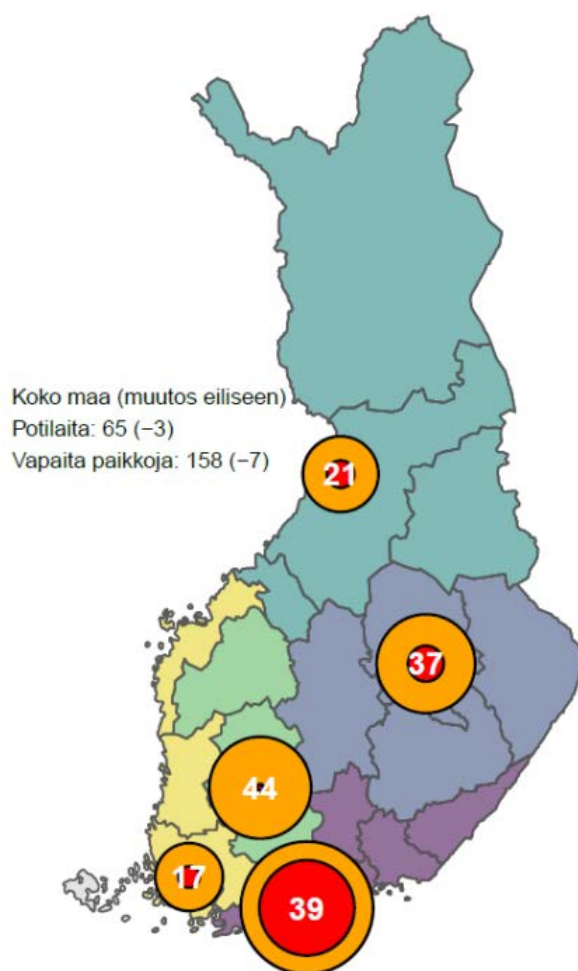 Koko maa (muutos eiliseen)
Potilaita: 65 (−3)
Vapaita paikkoja: 158 (−7)
21
37
44
17
39